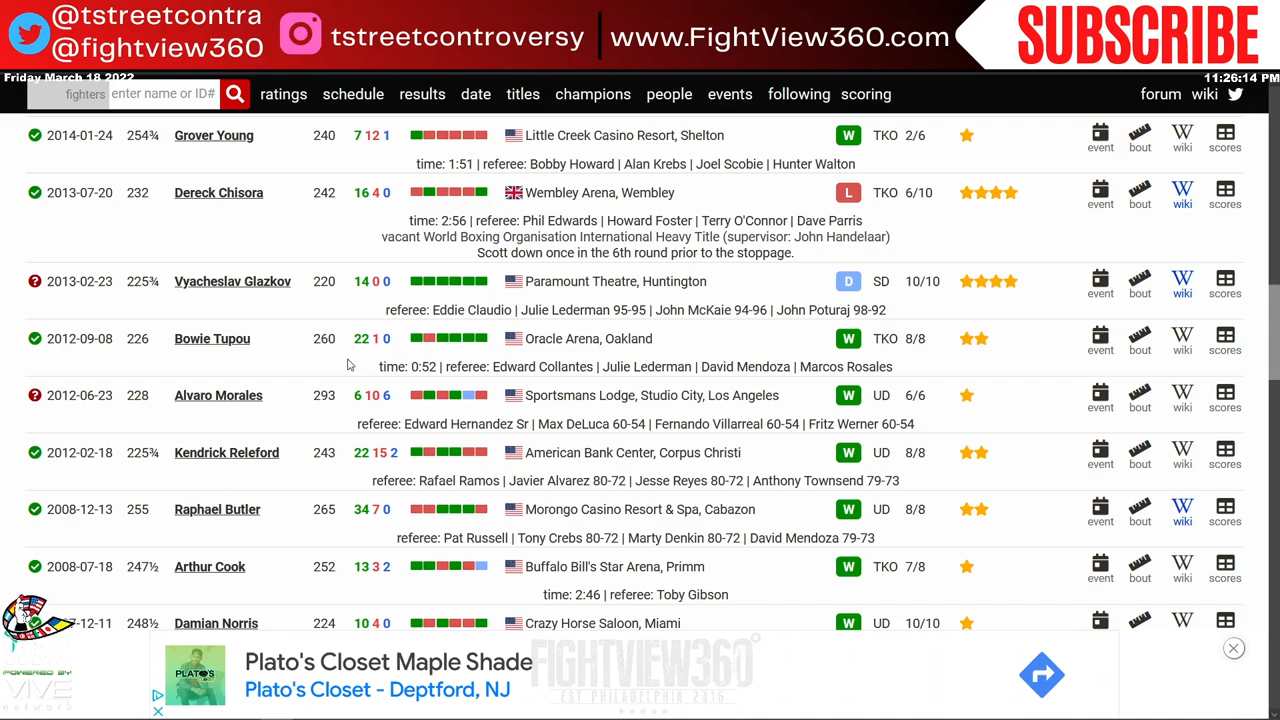 @tstreetcontra
@fightview360
tstreetcontroversy
www.FightView360.com
SUBSCRIBE
Friday March 18 2022
11:26:14 PM
fighters enter name or ID# ratings schedule results date titles champions people events following scoring forum wiki
2014-01-24 254¾ Grover Young 240 7 12 1 Little Creek Casino Resort, Shelton W TKO 2/6 event bout wiki scores
time: 1:51 | referee: Bobby Howard | Alan Krebs | Joel Scobie | Hunter Walton
2013-07-20 232 Dereck Chisora 242 16 4 0 Wembley Arena, Wembley L TKO 6/10 event bout wiki scores
time: 2:56 | referee: Phil Edwards | Howard Foster | Terry O'Connor | Dave Parris
vacant World Boxing Organisation International Heavy Title (supervisor: John Handelaar)
Scott down once in the 6th round prior to the stoppage.
2013-02-23 225¾ Vyacheslav Glazkov 220 14 0 0 Paramount Theatre, Huntington D SD 10/10 event bout wiki scores
referee: Eddie Claudio | Julie Lederman 95-95 | John McKaie 94-96 | John Poturaj 98-92
2012-09-08 226 Bowie Tupou 260 22 1 0 Oracle Arena, Oakland W TKO 8/8 event bout wiki scores
time: 0:52 | referee: Edward Collantes | Julie Lederman | David Mendoza | Marcos Rosales
2012-06-23 228 Alvaro Morales 293 6 10 6 Sportsmans Lodge, Studio City, Los Angeles W UD 6/6 event bout wiki scores
referee: Edward Hernandez Sr | Max DeLuca 60-54 | Fernando Villarreal 60-54 | Fritz Werner 60-54
2012-02-18 225¾ Kendrick Releford 243 22 15 2 American Bank Center, Corpus Christi W UD 8/8 event bout wiki scores
referee: Rafael Ramos | Javier Alvarez 80-72 | Jesse Reyes 80-72 | Anthony Townsend 79-73
2008-12-13 255 Raphael Butler 265 34 7 0 Morongo Casino Resort & Spa, Cabazon W UD 8/8 event bout wiki scores
referee: Pat Russell | Tony Crebs 80-72 | Marty Denkin 80-72 | David Mendoza 79-73
2008-07-18 247½ Arthur Cook 252 13 3 2 Buffalo Bill's Star Arena, Primm W TKO 7/8 event bout wiki scores
time: 2:46 | referee: Toby Gibson
12-11 248½ Damian Norris 224 10 4 0 Crazy Horse Saloon, Miami W UD 10/10
PLATO'S
Plato's Closet Maple Shade
Plato's Closet - Deptford, NJ
FIGHTVIEW360°
EST PHILADELPHIA 2016
POWERED BY
VIVE
network